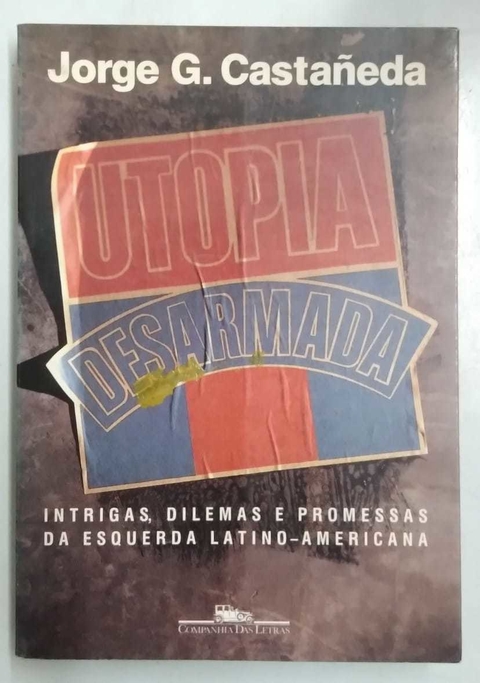 Jorge G. Castañeda
UTOPIA
DESARMADA
INTRIGAS, DILEMAS E PROMESSAS
DA ESQUERDA LATINO-AMERICANA
COMPANHIA DAS LETRAS